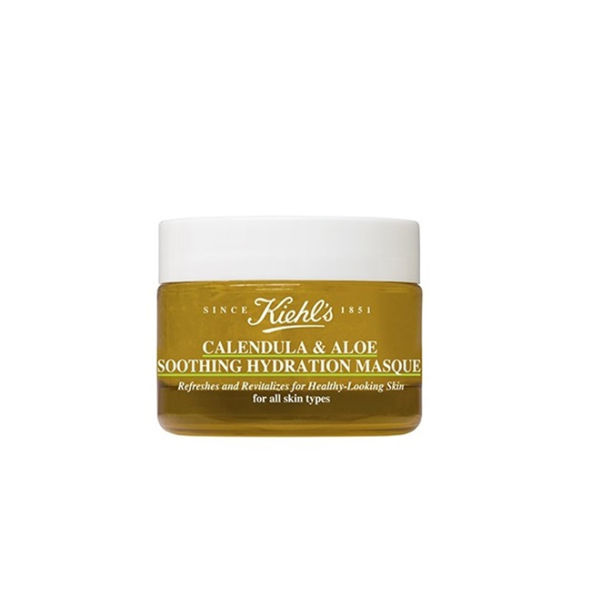 SINCE Kiehl's 1851
CALENDULA & ALOE
SOOTHING HYDRATION MASQUE
Refreshes and Revitalizes for Healthy-Looking Skin
for all skin types